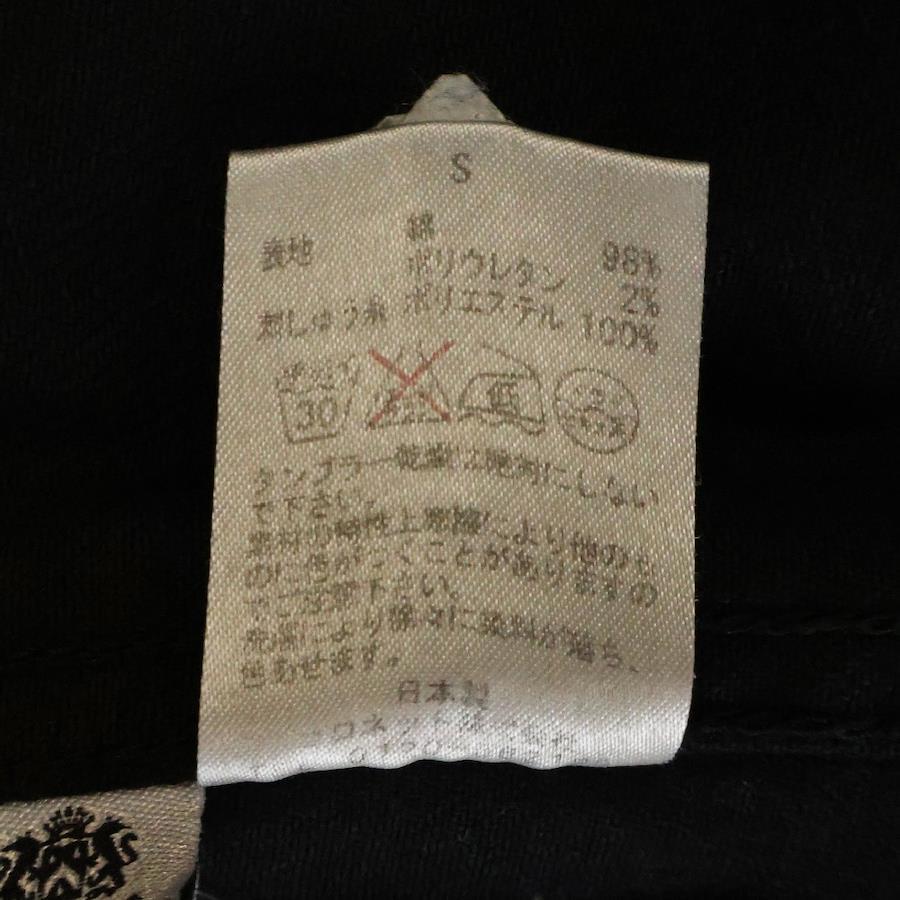 S
表地 綿 98%
ポリウレタン 2%
刺しゅう糸 ポリエステル 100%
30
低
タンブラー乾燥は絶対にしない
で下さい。
素材の特性上摩擦により他のも
のに色がつくことがありますの
でご注意下さい。
洗濯により徐々に染料が落ち、
色あせます。
日本製